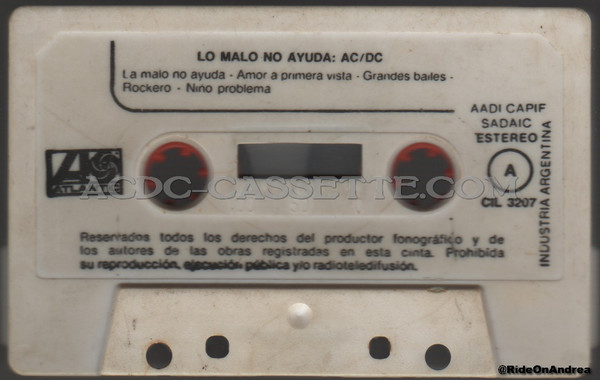 LO MALO NO AYUDA: AC/DC
La malo no ayuda - Amor a primera vista - Grandes bailes -
Rockero - Nino problema
AADI CAPIF
SADAIC
ESTEREO
A
CIL 3207
INDUSTRIA ARGENTINA
ATLANTIC
ACDC-CASSETTE.COM
Reservados todos los derechos del productor fonográfico y de
los autores de las obras registradas en esta cinta. Prohibida
su reproducción, ejecución pública y/o radioteledifusión.
@RideOnAndrea